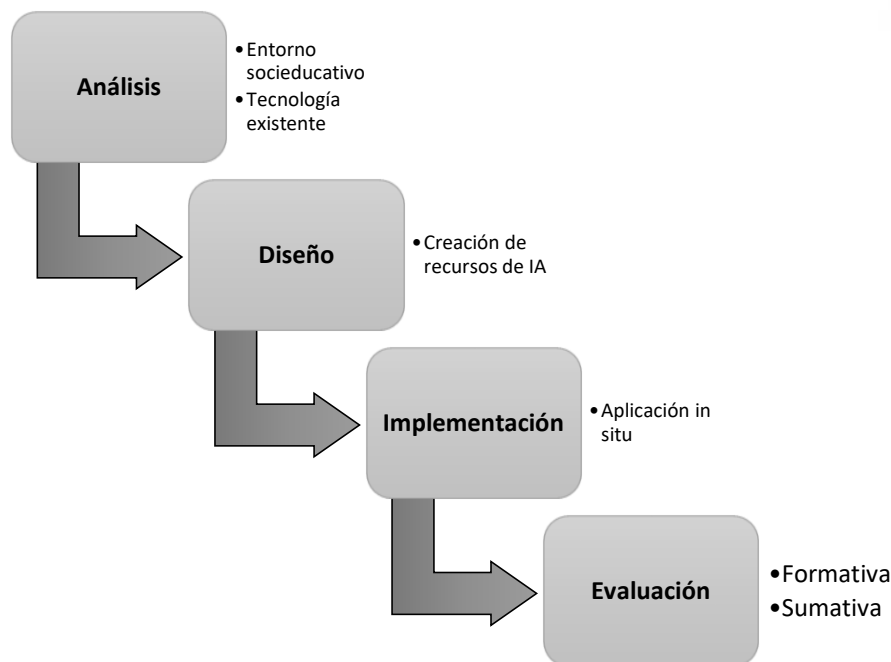 Análisis
•Entorno
socieducativo
•Tecnología
existente
Diseño
•Creación de
recursos de IA
Implementación
•Aplicación in
situ
Evaluación
•Formativa
•Sumativa